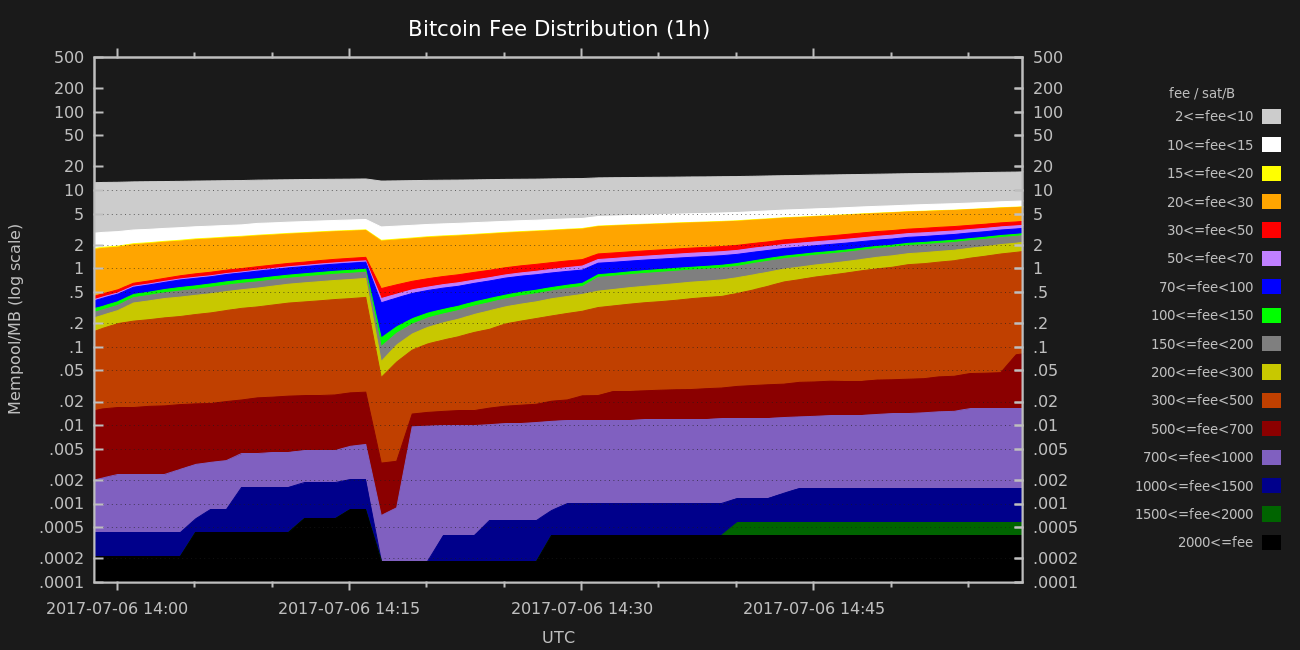 Bitcoin Fee Distribution (1h)
500 500
200 200
100 100
50 50
20 20
10 10
5 5
2 2
1 1
.5 .5
.2 .2
.1 .1
.05 .05
.02 .02
.01 .01
.005 .005
.002 .002
.001 .001
.0005 .0005
.0002 .0002
.0001 .0001
Mempool/MB (log scale)
2017-07-06 14:00 2017-07-06 14:15 2017-07-06 14:30 2017-07-06 14:45
UTC
fee / sat/B
2<=fee<10
10<=fee<15
15<=fee<20
20<=fee<30
30<=fee<50
50<=fee<70
70<=fee<100
100<=fee<150
150<=fee<200
200<=fee<300
300<=fee<500
500<=fee<700
700<=fee<1000
1000<=fee<1500
1500<=fee<2000
2000<=fee